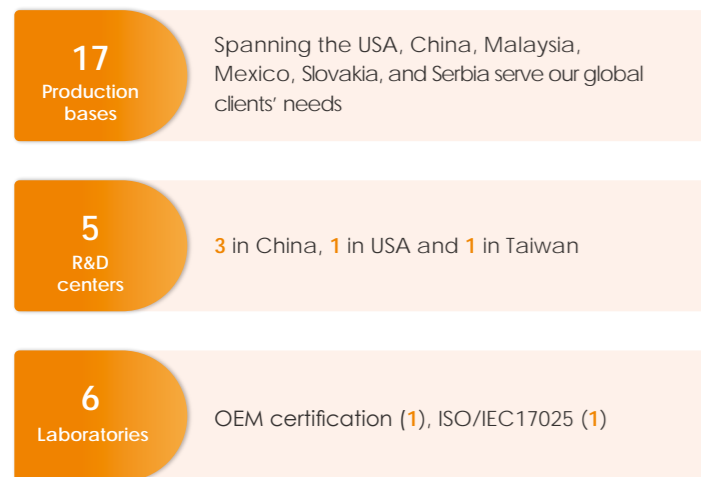 17
Production
bases
Spanning the USA, China, Malaysia,
Mexico, Slovakia, and Serbia serve our global
clients' needs
5
R&D
centers
3 in China, 1 in USA and 1 in Taiwan
6
Laboratories
OEM certification (1), ISO/IEC17025 (1)